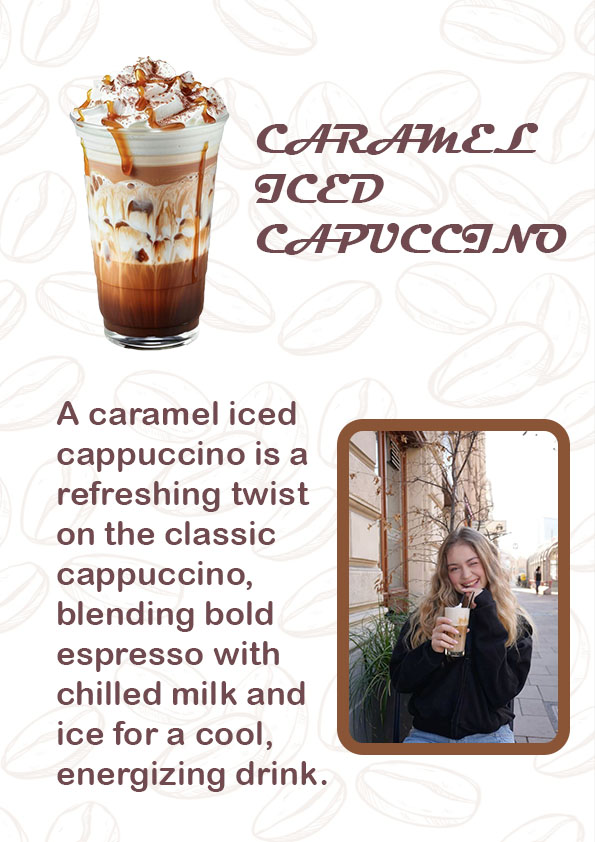 CARAMEL
ICED
CAPUCCINO
A caramel iced
cappuccino is a
refreshing twist
on the classic
cappuccino,
blending bold
espresso with
chilled milk and
ice for a cool,
energizing drink.